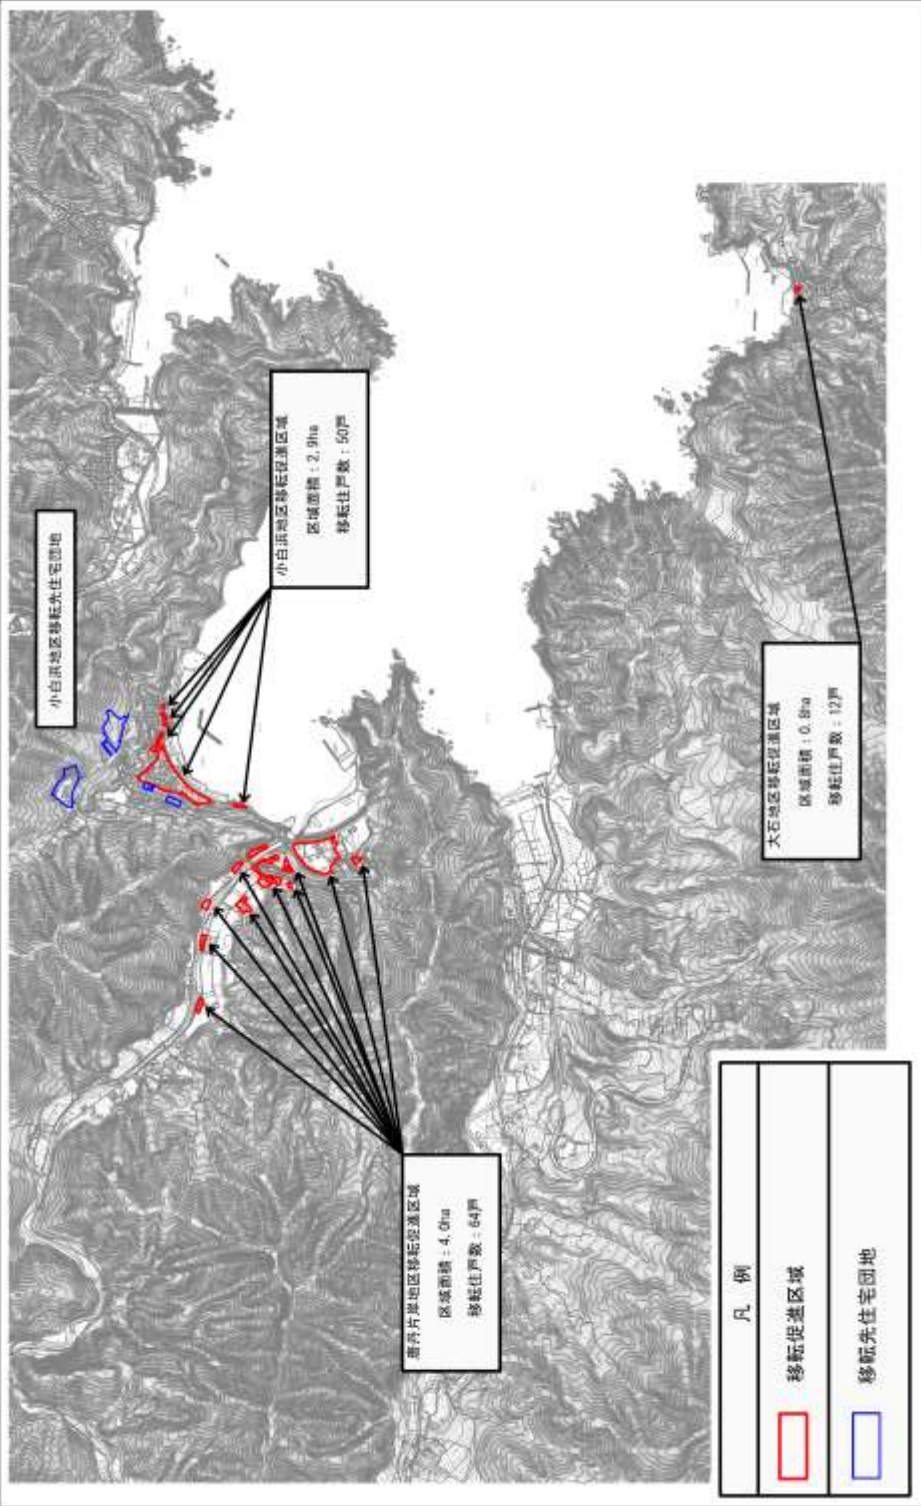 小白浜地区移転先住宅団地
小白浜地区移転促進区域
区域面積：2.9ha
移転住戸数：50戸
唐丹片岸地区移転促進区域
区域面積：4.0ha
移転住戸数：64戸
大石地区移転促進区域
区域面積：0.8ha
移転住戸数：12戸
凡 例
移転促進区域
移転先住宅団地